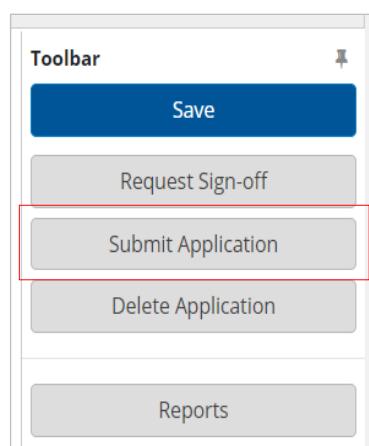 Toolbar
Save
Request Sign-off
Submit Application
Delete Application
Reports